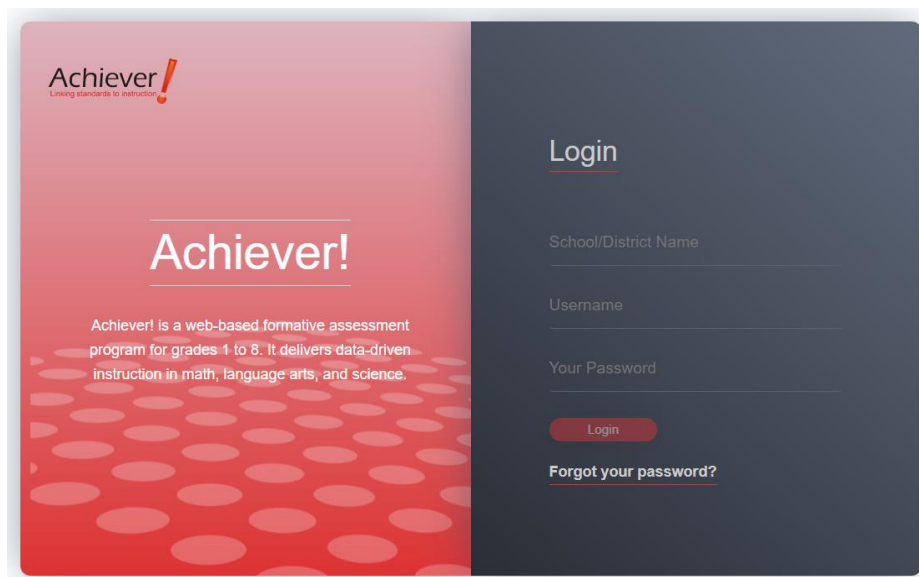 Achiever!
Linking standards to instruction
Achiever!
Achiever! is a web-based formative assessment
program for grades 1 to 8. It delivers data-driven
instruction in math, language arts, and science.
Login
School/District Name
Username
Your Password
Login
Forgot your password?